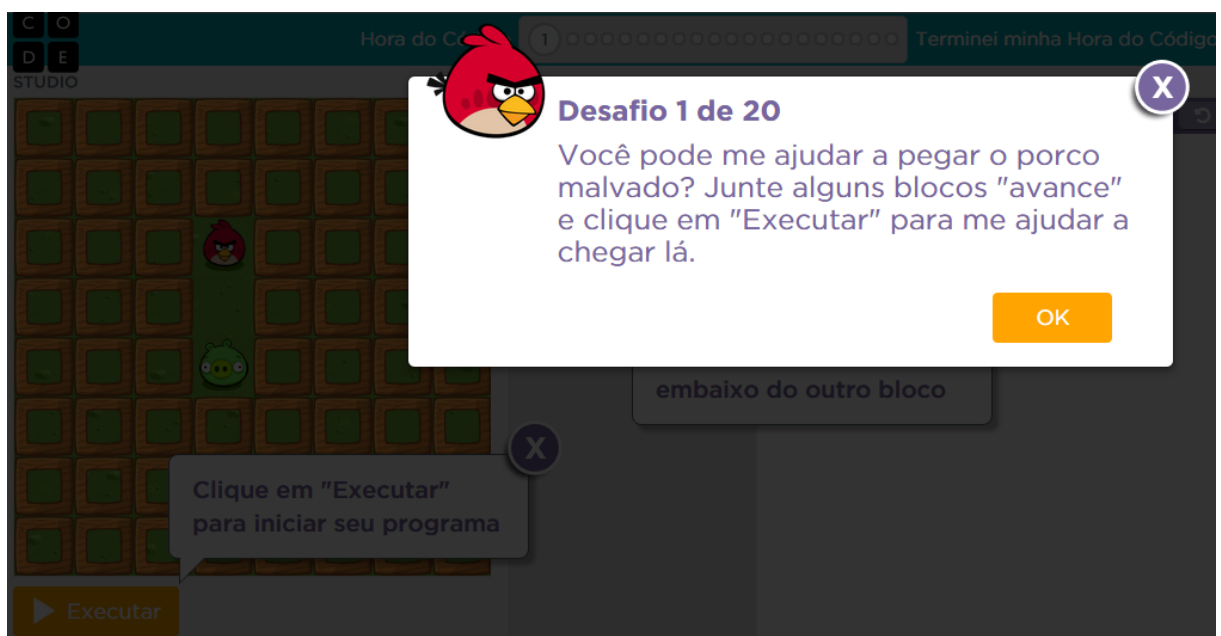 C O
D E
STUDIO
Hora do Có
1
Terminei minha Hora do Código
X
Desafio 1 de 20
Você pode me ajudar a pegar o porco
malvado? Junte alguns blocos "avance"
e clique em "Executar" para me ajudar a
chegar lá.
OK
embaixo do outro bloco
X
Clique em "Executar"
para iniciar seu programa
Executar